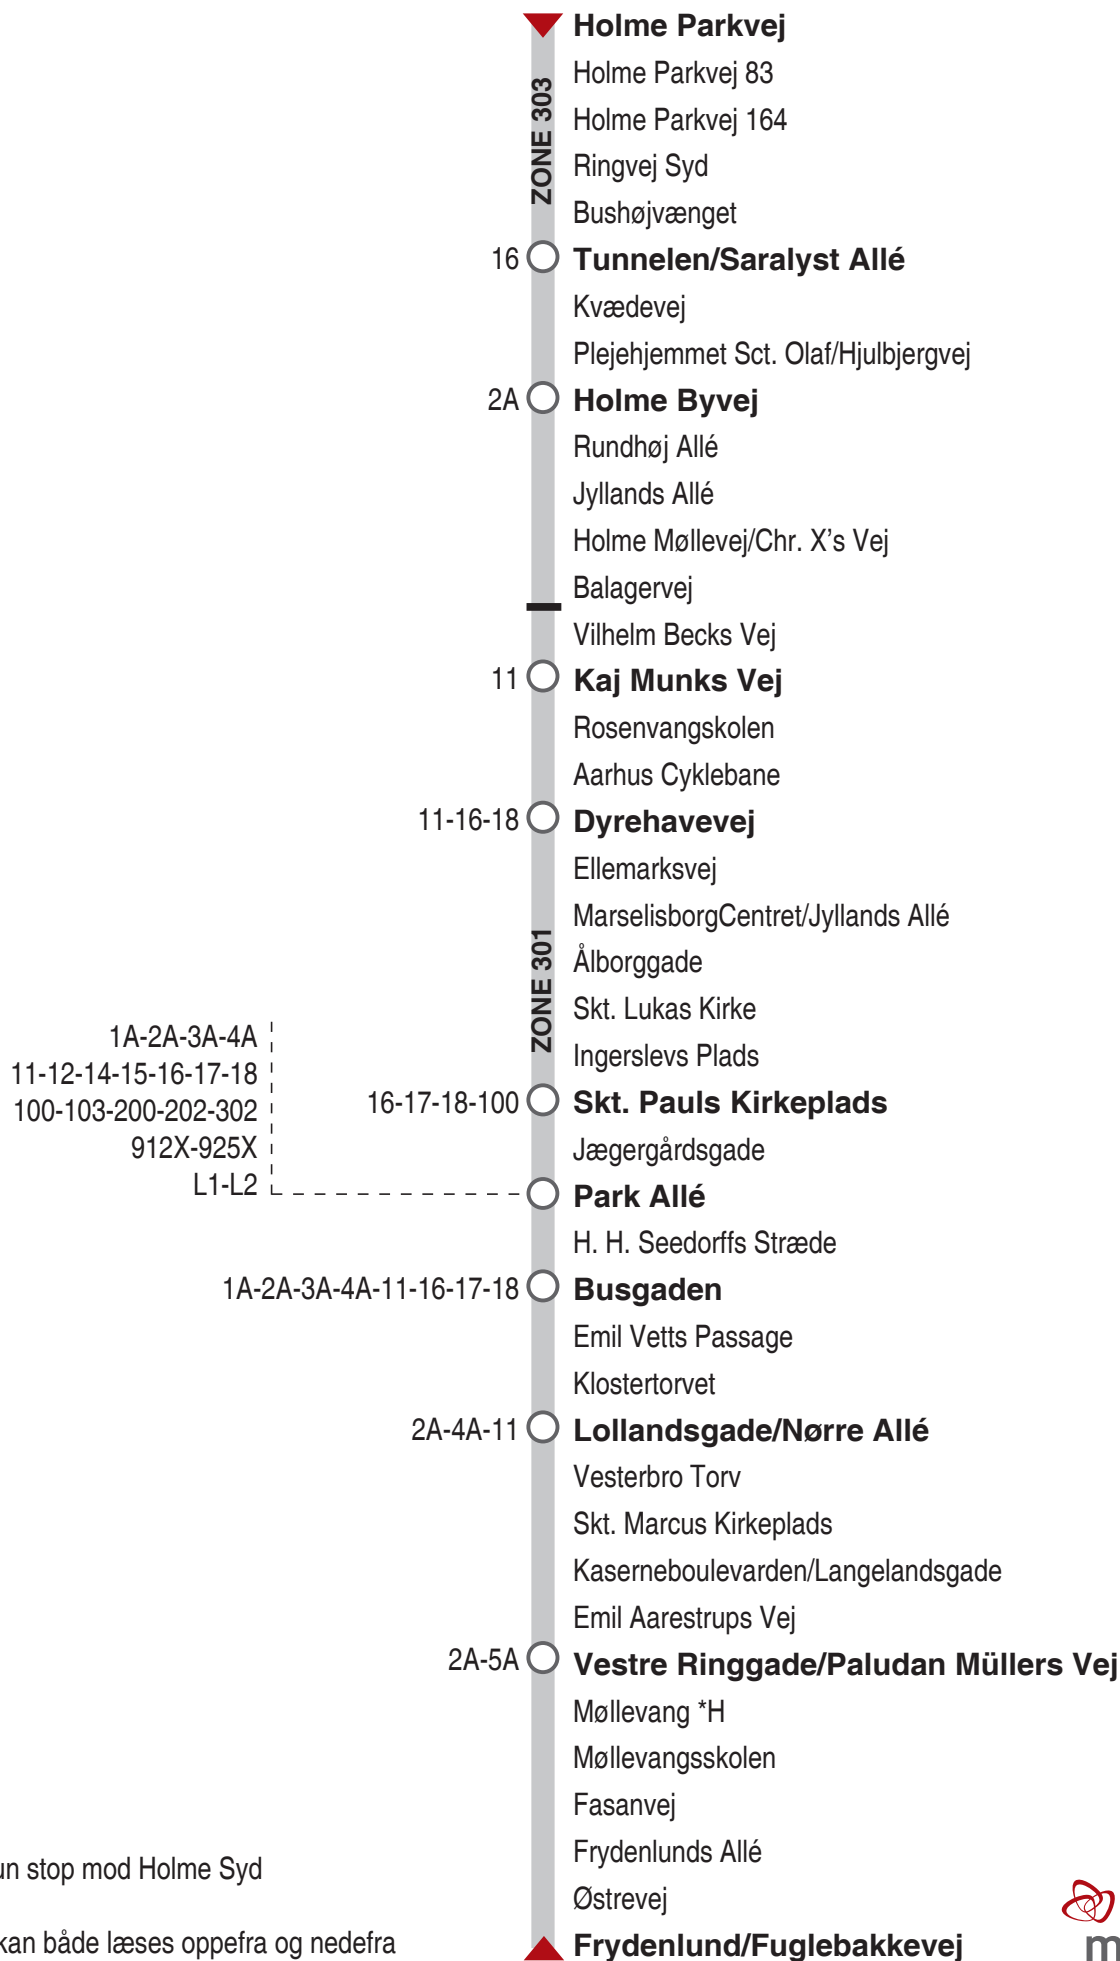 Holme Parkvej
ZONE 303
Holme Parkvej 83
Holme Parkvej 164
Ringvej Syd
Bushøjvænget
16 Tunnelen/Saralyst Allé
Kvædevej
Plejehjemmet Sct. Olaf/Hjulbjergvej
2A Holme Byvej
Rundhøj Allé
Jyllands Allé
Holme Møllevej/Chr. X's Vej
Balagervej
Vilhelm Becks Vej
11 Kaj Munks Vej
Rosenvangskolen
Aarhus Cyklebane
11-16-18 Dyrehavevej
Ellemarksvej
MarselisborgCentret/Jyllands Allé
ZONE 301
Ålborggade
Skt. Lukas Kirke
Ingerslevs Plads
16-17-18-100 Skt. Pauls Kirkeplads
Jægergårdsgade
1A-2A-3A-4A
11-12-14-15-16-17-18
100-103-200-202-302
912X-925X
L1-L2
Park Allé
H. H. Seedorffs Stræde
1A-2A-3A-4A-11-16-17-18 Busgaden
Emil Vetts Passage
Klostertorvet
2A-4A-11 Lollandsgade/Nørre Allé
Vesterbro Torv
Skt. Marcus Kirkeplads
Kaserneboulevarden/Langelandsgade
Emil Aarestrups Vej
2A-5A Vestre Ringgade/Paludan Müllers Vej
Møllevang *H
Møllevangsskolen
Fasanvej
Frydenlunds Allé
Østrevej
Frydenlund/Fuglebakkevej
un stop mod Holme Syd
kan både læses oppefra og nedefra
m